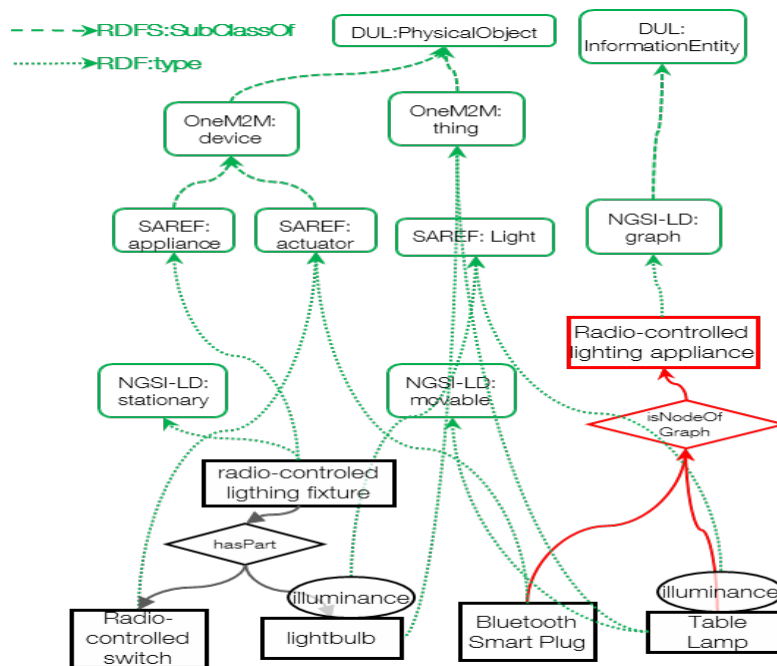 RDFS:SubClassOf
RDF:type
DUL:PhysicalObject
DUL:
InformationEntity
OneM2M:
device
OneM2M:
thing
SAREF:
appliance
SAREF:
actuator
SAREF: Light
NGSI-LD:
graph
Radio-controlled
lighting appliance
NGSI-LD:
stationary
NGSI-LD:
movable
isNodeOf
Graph
radio-controled
ligthing fixture
hasPart
illuminance
illuminance
Radio-
controlled
switch
lightbulb
Bluetooth
Smart Plug
Table
Lamp